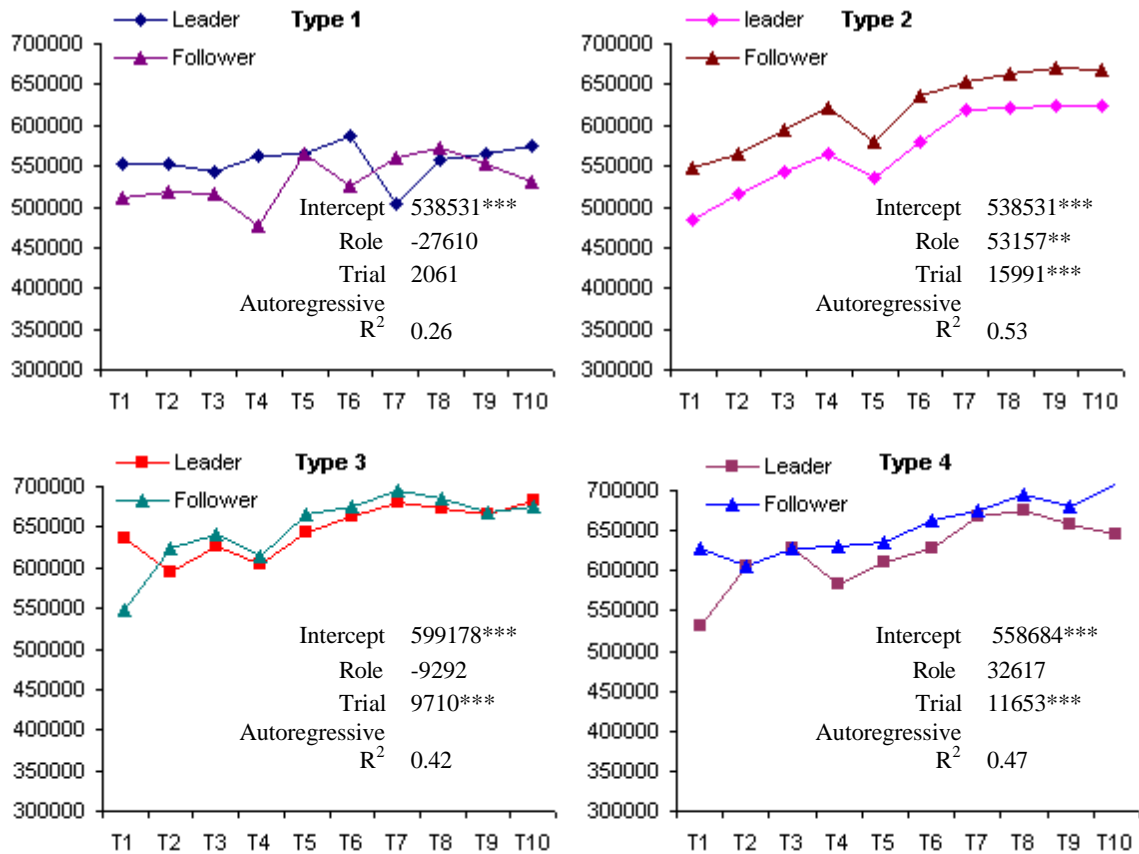 Leader Type 1
Follower
700000
650000
600000
550000
500000
450000
400000
350000
300000
Intercept 538531***
Role -27610
Trial 2061
Autoregressive
R2 0.26
T1 T2 T3 T4 T5 T6 T7 T8 T9 T10
leader Type 2
Follower
700000
650000
600000
550000
500000
450000
400000
350000
300000
Intercept 538531***
Role 53157**
Trial 15991***
Autoregressive
R2 0.53
T1 T2 T3 T4 T5 T6 T7 T8 T9 T10
Leader Type 3
Follower
700000
650000
600000
550000
500000
450000
400000
350000
300000
Intercept 599178***
Role -9292
Trial 9710***
Autoregressive
R2 0.42
T1 T2 T3 T4 T5 T6 T7 T8 T9 T10
Leader Type 4
Follower
700000
650000
600000
550000
500000
450000
400000
350000
300000
Intercept 558684***
Role 32617
Trial 11653***
Autoregressive
R2 0.47
T1 T2 T3 T4 T5 T6 T7 T8 T9 T10